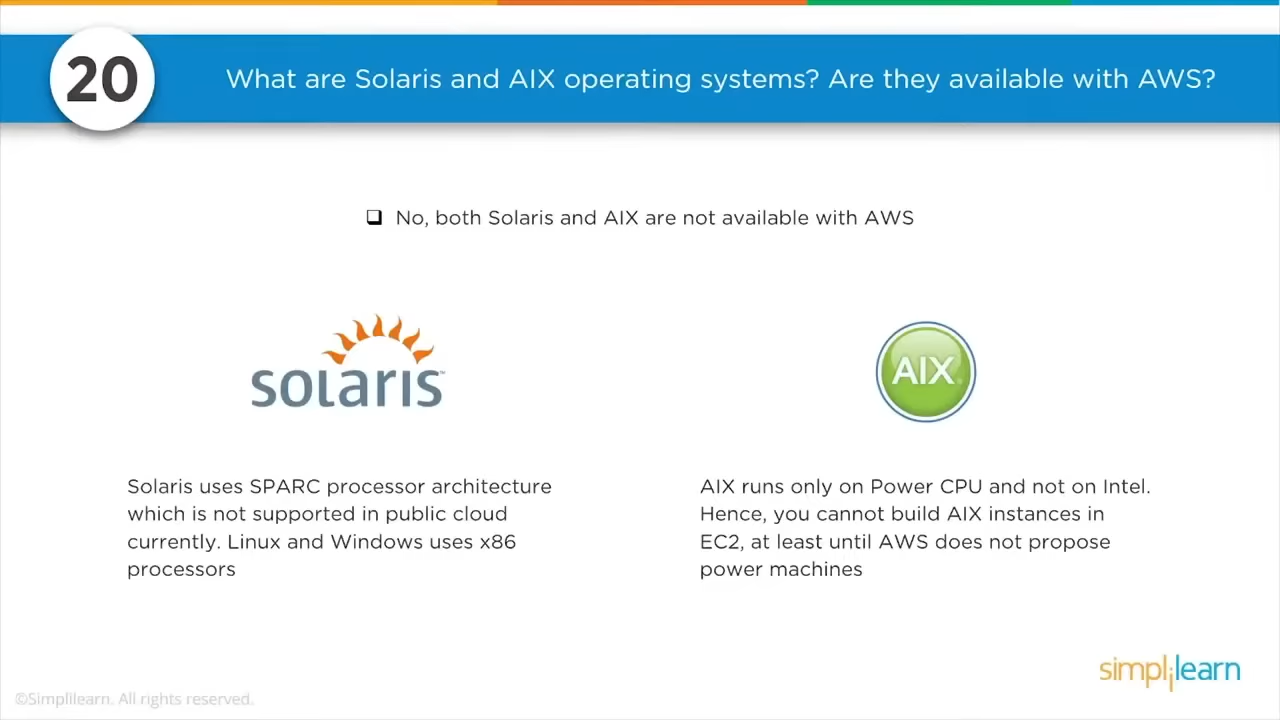 20
What are Solaris and AIX operating systems? Are they available with AWS?
❑ No, both Solaris and AIX are not available with AWS
solaris™
AIX
Solaris uses SPARC processor architecture
which is not supported in public cloud
currently. Linux and Windows uses x86
processors
AIX runs only on Power CPU and not on Intel.
Hence, you cannot build AIX instances in
EC2, at least until AWS does not propose
power machines
simplilearn
©Simplilearn. All rights reserved.